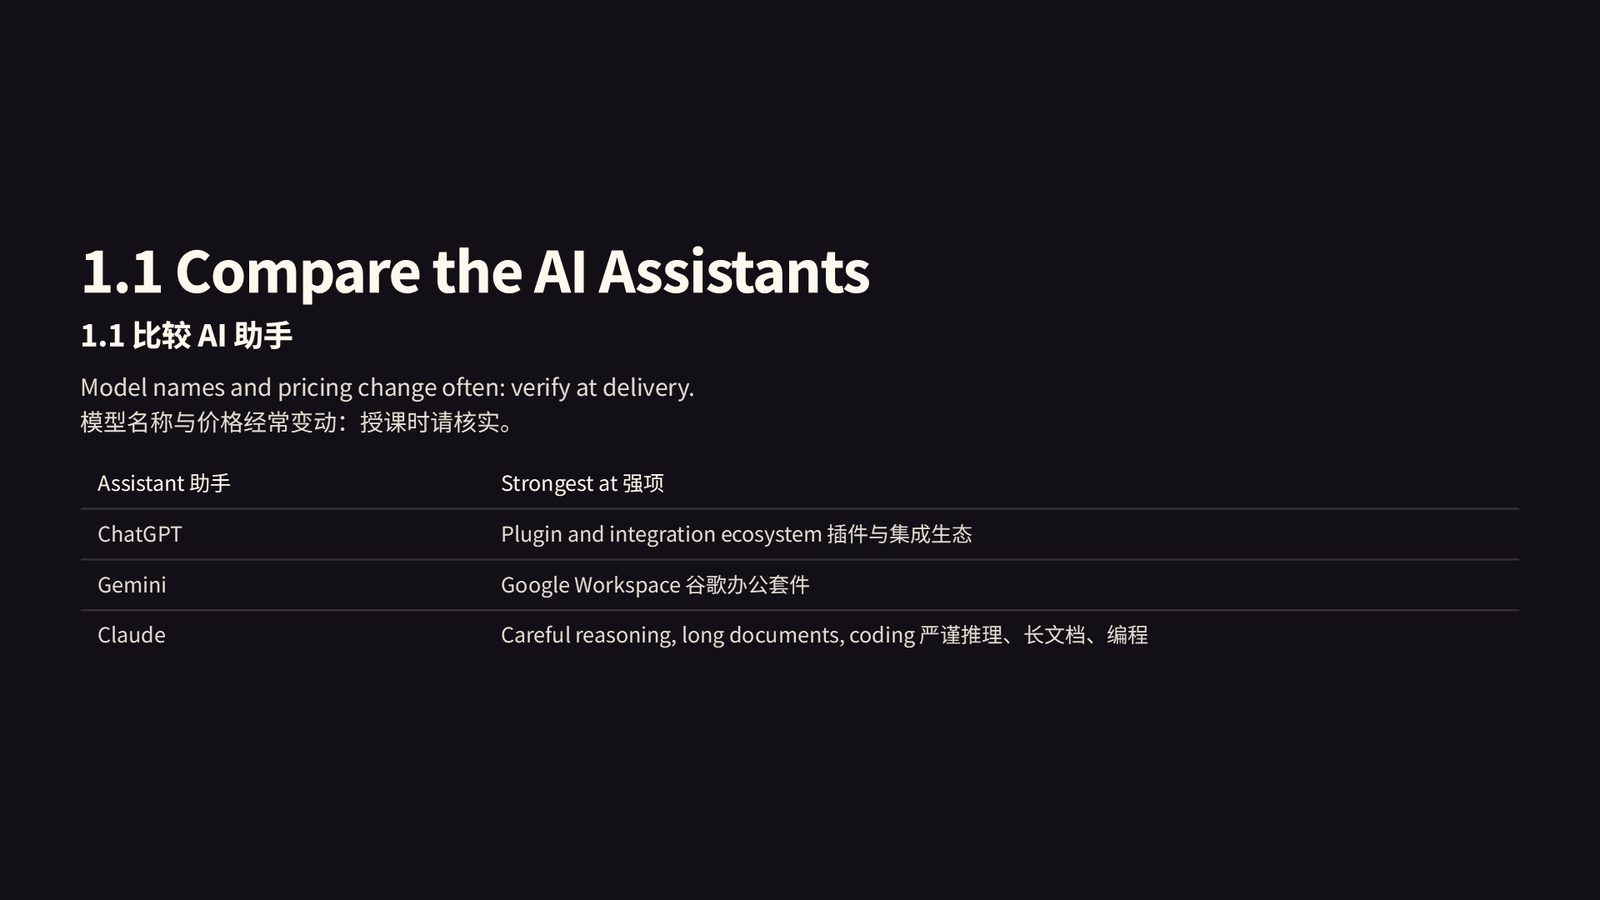 1.1 Compare the AI Assistants
1.1 比较 AI 助手
Model names and pricing change often: verify at delivery.
模型名称与价格经常变动：授课时请核实。
Assistant 助手 Strongest at 强项
ChatGPT Plugin and integration ecosystem 插件与集成生态
Gemini Google Workspace 谷歌办公套件
Claude Careful reasoning, long documents, coding 严谨推理、长文档、编程